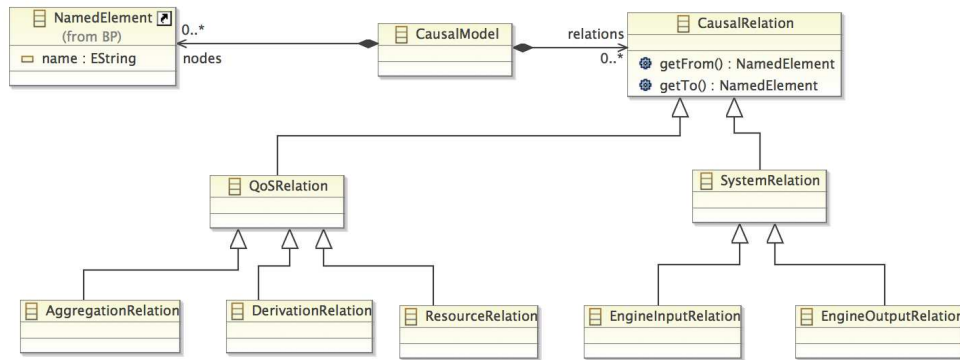 NamedElement
(from BP)
name : EString
0..*
nodes
CausalModel
relations
0..*
CausalRelation
getFrom() : NamedElement
getTo() : NamedElement
QoSRelation
SystemRelation
AggregationRelation
DerivationRelation
ResourceRelation
EngineInputRelation
EngineOutputRelation